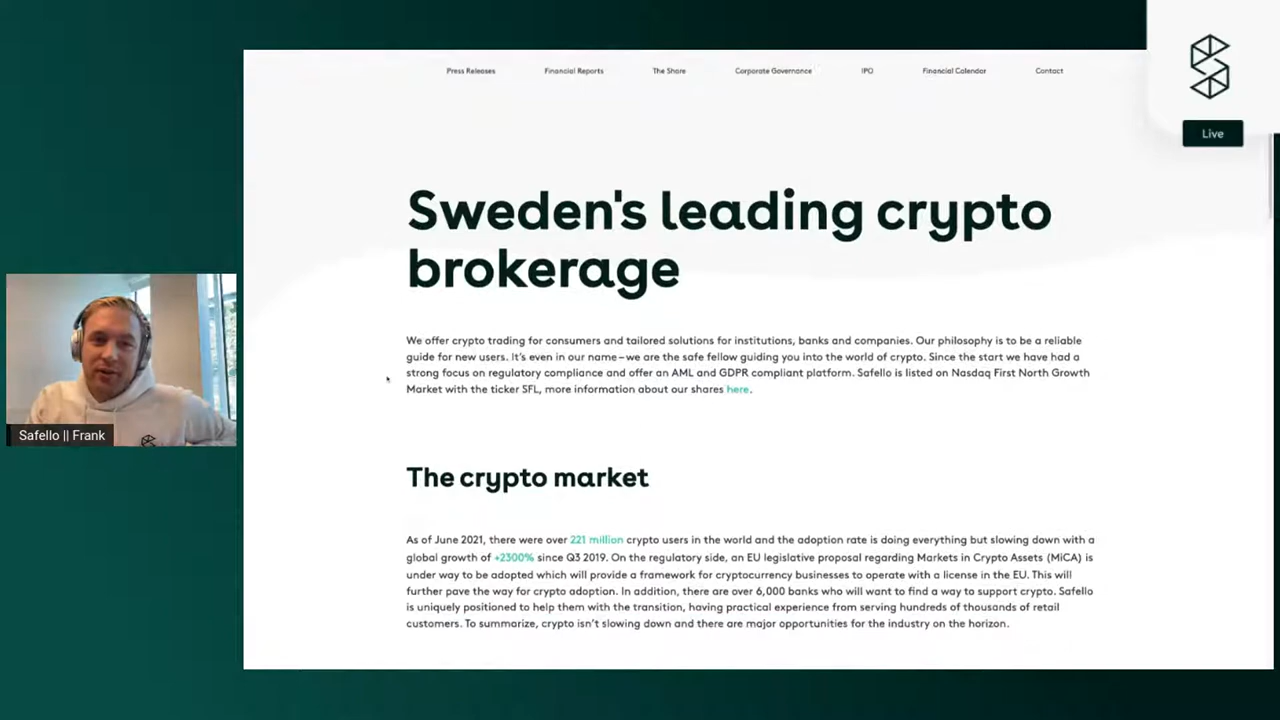 Press Releases Financial Reports The Share Corporate Governance IPO Financial Calendar Contact
Live
Sweden's leading crypto
brokerage
We offer crypto trading for consumers and tailored solutions for institutions, banks and companies. Our philosophy is to be a reliable
guide for new users. It's even in our name – we are the safe fellow guiding you into the world of crypto. Since the start we have had a
strong focus on regulatory compliance and offer an AML and GDPR compliant platform. Safello is listed on Nasdaq First North Growth
Market with the ticker SFL, more information about our shares here.
Safello || Frank
The crypto market
As of June 2021, there were over 221 million crypto users in the world and the adoption rate is doing everything but slowing down with a
global growth of +2300% since Q3 2019. On the regulatory side, an EU legislative proposal regarding Markets in Crypto Assets (MiCA) is
under way to be adopted which will provide a framework for cryptocurrency businesses to operate with a license in the EU. This will
further pave the way for crypto adoption. In addition, there are over 6,000 banks who will want to find a way to support crypto. Safello
is uniquely positioned to help them with the transition, having practical experience from serving hundreds of thousands of retail
customers. To summarize, crypto isn't slowing down and there are major opportunities for the industry on the horizon.